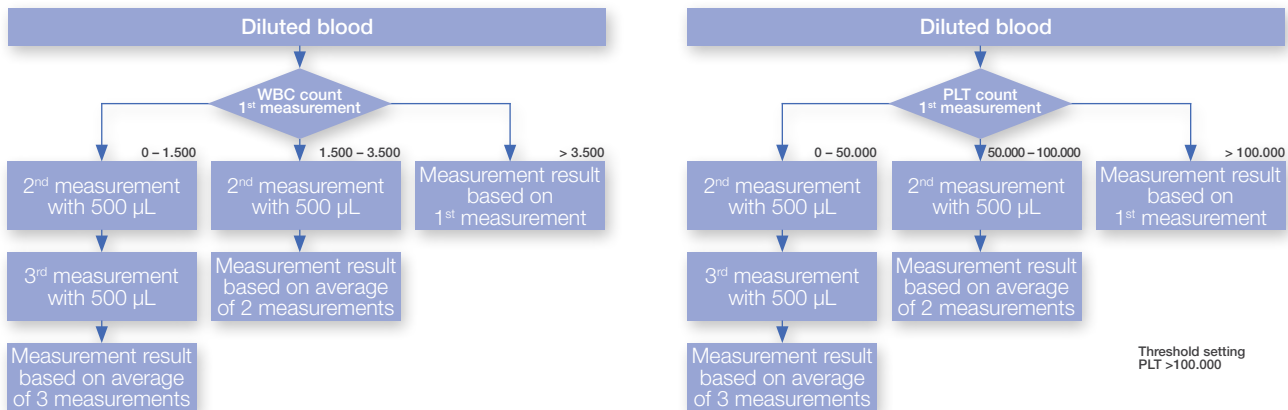 Diluted blood
WBC count
1st measurement
0 – 1.500
1.500 – 3.500
> 3.500
2nd measurement
with 500 µL
2nd measurement
with 500 µL
Measurement result
based on
1st measurement
3rd measurement
with 500 µL
Measurement result
based on average
of 2 measurements
Measurement result
based on average
of 3 measurements
Diluted blood
PLT count
1st measurement
0 – 50.000
50.000 – 100.000
> 100.000
2nd measurement
with 500 µL
2nd measurement
with 500 µL
Measurement result
based on
1st measurement
3rd measurement
with 500 µL
Measurement result
based on average
of 2 measurements
Measurement result
based on average
of 3 measurements
Threshold setting
PLT >100.000